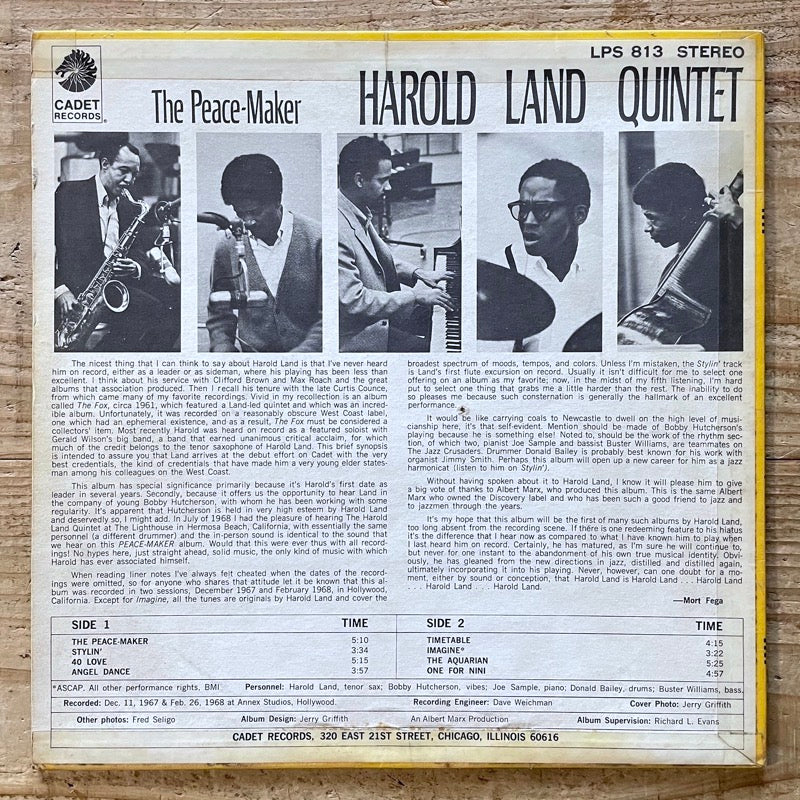 LPS 813 STEREO
CADET
RECORDS®
The Peace-Maker
HAROLD LAND QUINTET
The nicest thing that I can think to say about Harold Land is that I've never heard
him on record, either as a leader or as a sideman, where his playing has been less than
excellent. I think about his service with Clifford Brown and Max Roach and the great
albums that association produced. Then I recall his tenure with the late Curtis Counce,
from which came many of my favorite recordings. Vivid in my recollection is an album
called The Fox, circa 1961, which featured a Land-led quintet and which was an incred-
ible album. Unfortunately, it was recorded on a reasonably obscure West Coast label,
one which had an ephemeral existence, and as a result, The Fox must be considered a
collectors' item. Most recently Harold was heard on record as a featured soloist with
Gerald Wilson's big band, a band that earned unanimous critical acclaim, for which
much of the credit belongs to the tenor saxophone of Harold Land. This brief synopsis
is intended to assure you that Land arrives at the debut effort on Cadet with the very
best credentials, the kind of credentials that have made him a very young elder states-
man among his colleagues on the West Coast.
This album has special significance primarily because it's Harold's first date as
leader in several years. Secondly, because it offers us the opportunity to hear Land in
the company of young Bobby Hutcherson, with whom he has been working with some
regularity. It's apparent that Hutcherson is held in very high esteem by Harold Land
and deservedly so, I might add. In July of 1968 I had the pleasure of hearing The Harold
Land Quintet at The Lighthouse in Hermosa Beach, California, with essentially the same
personnel (a different drummer) and the in-person sound is identical to the sound that
we hear on this PEACE-MAKER album. Would that this were ever thus with all record-
ings! No hypes here, just straight ahead, solid music, the only kind of music with which
Harold has ever associated himself.
When reading liner notes I've always felt cheated when the dates of the record-
ings were omitted, so for anyone who shares that attitude let it be known that this al-
bum was recorded in two sessions, December 1967 and February 1968, in Hollywood,
California. Except for Imagine, all the tunes are originals by Harold Land and cover the
broadest spectrum of moods, tempos, and colors. Unless I'm mistaken, the Stylin' track
is Land's first flute excursion on record. Usually it isn't difficult for me to select one
offering on an album as my favorite; now, in the midst of my fifth listening, I'm hard
put to select one thing that grabs me a little harder than the rest. The inability to do
so pleases me because such consternation is generally the hallmark of an excellent
performance.
It would be like carrying coals to Newcastle to dwell on the high level of musi-
cianship here, it's that self-evident. Mention should be made of Bobby Hutcherson's
playing because he is something else! Noted to, should be the work of the rhythm sec-
tion, of which two, pianist Joe Sample and bassist Buster Williams, are teammates on
The Jazz Crusaders. Drummer Donald Bailey is probably best known for his work with
organist Jimmy Smith. Perhaps this album will open up a new career for him as a jazz
harmonicat (listen to him on Stylin').
Without having spoken about it to Harold Land, I know it will please him to give
a big vote of thanks to Albert Marx, who produced this album. This is the same Albert
Marx who owned the Discovery label and who has been such a good friend to jazz and
to jazzmen through the years.
It's my hope that this album will be the first of many such albums by Harold Land,
too long absent from the recording scene. If there is one redeeming feature to his hiatus
it's the difference that I hear now as compared to what I have known him to play when
I last heard him on record. Certainly, he has matured, as I'm sure he will continue to,
but never for one instant to the abandonment of his own true musical identity. Obvi-
ously, he has gleaned from the new directions in jazz, distilled and distilled again,
ultimately incorporating it into his playing. Never, however, can one doubt for a mo-
ment, either by sound or conception, that Harold Land is Harold Land . . . Harold Land
. . . Harold Land . . . Harold Land.
—Mort Fega
SIDE 1 TIME
THE PEACE-MAKER 5:10
STYLIN' 3:34
40 LOVE 5:15
ANGEL DANCE 3:57
SIDE 2 TIME
TIMETABLE 4:15
IMAGINE* 3:22
THE AQUARIAN 5:25
ONE FOR NINI 4:57
*ASCAP. All other performance rights, BMI Personnel: Harold Land, tenor sax; Bobby Hutcherson, vibes; Joe Sample, piano; Donald Bailey, drums; Buster Williams, bass.
Recorded: Dec. 11, 1967 & Feb. 26, 1968 at Annex Studios, Hollywood. Recording Engineer: Dave Weichman Cover Photo: Jerry Griffith
Other photos: Fred Seligo Album Design: Jerry Griffith An Albert Marx Production Album Supervision: Richard L. Evans
CADET RECORDS, 320 EAST 21ST STREET, CHICAGO, ILLINOIS 60616